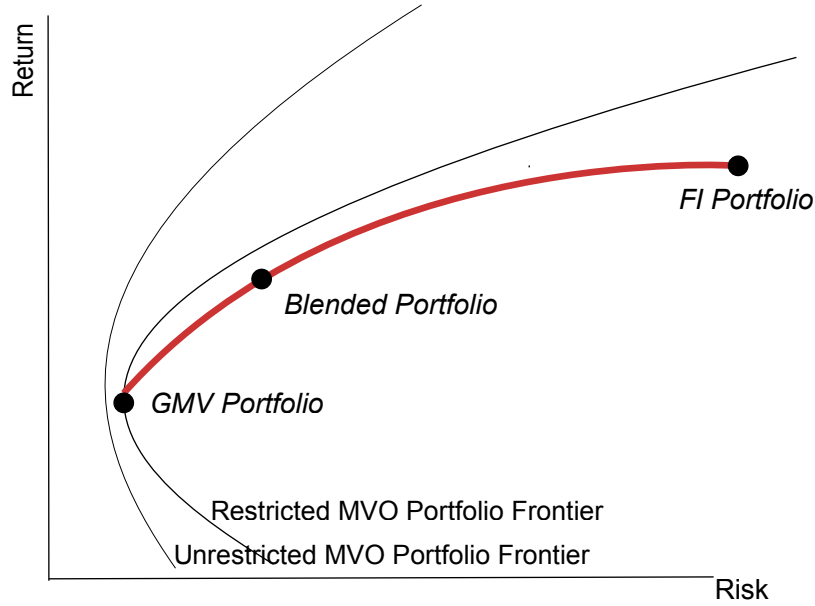 Return
FI Portfolio
Blended Portfolio
GMV Portfolio
Restricted MVO Portfolio Frontier
Unrestricted MVO Portfolio Frontier
Risk